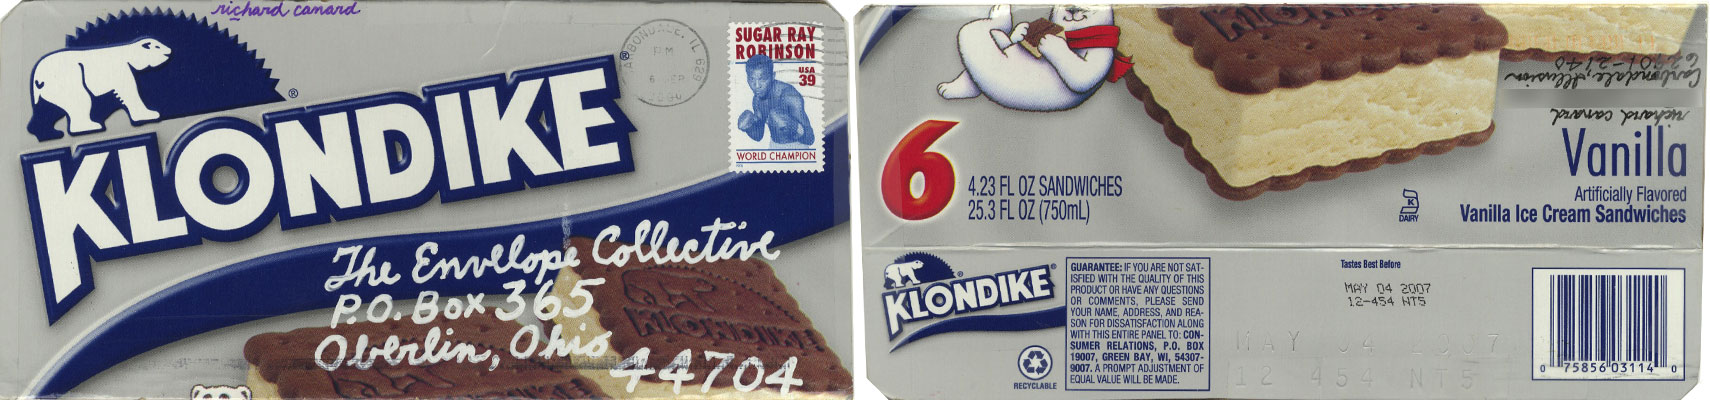 richard canard
KLONDIKE®
CARBONDALE, IL 629
PM
SUGAR RAY
ROBINSON
USA
39
WORLD CHAMPION
The Envelope Collective
P.O. Box 365
Oberlin, Ohio
44704
6
4.23 FL OZ SANDWICHES
25.3 FL OZ (750mL)
Carbondale, Illinois
62901-2140
richard canard
Vanilla
Artificially Flavored
Vanilla Ice Cream Sandwiches
K
DAIRY
KLONDIKE®
RECYCLABLE
GUARANTEE: IF YOU ARE NOT SAT-
ISFIED WITH THE QUALITY OF THIS
PRODUCT OR HAVE ANY QUESTIONS
OR COMMENTS, PLEASE SEND
YOUR NAME, ADDRESS, AND REA-
SON FOR DISSATISFACTION ALONG
WITH THIS ENTIRE PANEL TO: CON-
SUMER RELATIONS, P.O. BOX
19007, GREEN BAY, WI, 54307-
9007. A PROMPT ADJUSTMENT OF
EQUAL VALUE WILL BE MADE.
Tastes Best Before
MAY 04 2007
12-454 NT5
MAY 04 7
12 454 NT5
0 75856 03114 0